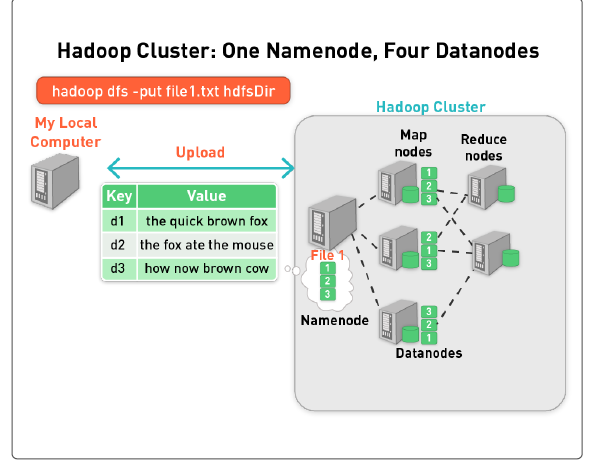 Hadoop Cluster: One Namenode, Four Datanodes
hadoop dfs -put file1.txt hdfsDir
My Local
Computer
Upload
Key Value
d1 the quick brown fox
d2 the fox ate the mouse
d3 how now brown cow
Hadoop Cluster
Map
nodes
Reduce
nodes
1
2
3
2
1
3
3
2
1
File 1
1
2
3
Namenode
Datanodes